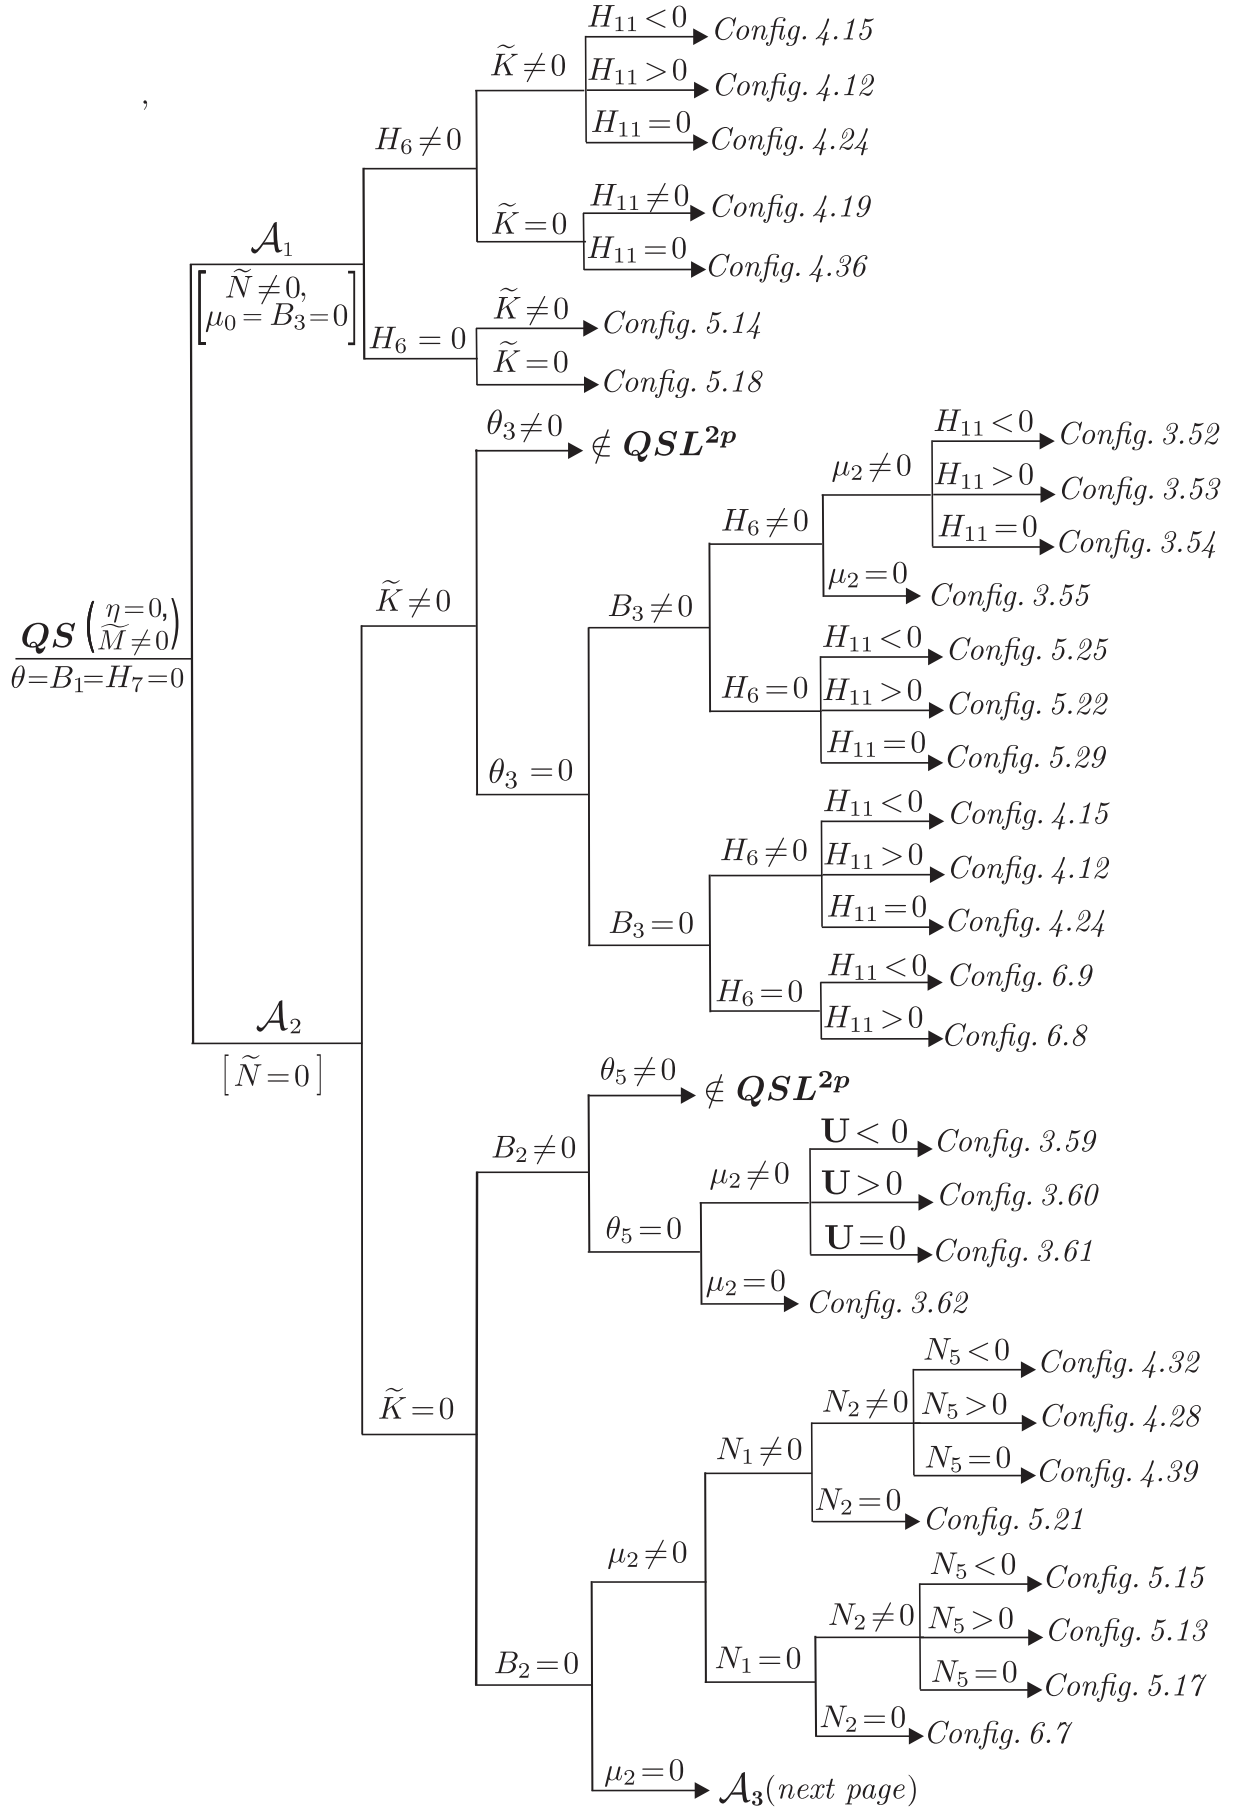 H₁₁ < 0 Config. 4.15
K̃ ≠ 0 H₁₁ > 0 Config. 4.12
,
H₁₁ = 0 Config. 4.24
H₆ ≠ 0
H₁₁ ≠ 0 Config. 4.19
K̃ = 0 H₁₁ = 0 Config. 4.36
𝒜₁
[Ñ ≠ 0,
μ₀ = B₃ = 0]
K̃ ≠ 0 Config. 5.14
H₆ = 0
K̃ = 0 Config. 5.18
θ₃ ≠ 0 ∉ QSL²ᵖ
H₁₁ < 0 Config. 3.52
μ₂ ≠ 0 H₁₁ > 0 Config. 3.53
H₁₁ = 0 Config. 3.54
H₆ ≠ 0
μ₂ = 0 Config. 3.55
K̃ ≠ 0 B₃ ≠ 0
QS (η = 0,
M̃ ≠ 0)
θ = B₁ = H₇ = 0
H₁₁ < 0 Config. 5.25
H₆ = 0 H₁₁ > 0 Config. 5.22
H₁₁ = 0 Config. 5.29
θ₃ = 0
H₁₁ < 0 Config. 4.15
H₆ ≠ 0 H₁₁ > 0 Config. 4.12
H₁₁ = 0 Config. 4.24
B₃ = 0
H₁₁ < 0 Config. 6.9
H₆ = 0 H₁₁ > 0 Config. 6.8
𝒜₂
[Ñ = 0]
θ₅ ≠ 0 ∉ QSL²ᵖ
B₂ ≠ 0
U < 0 Config. 3.59
μ₂ ≠ 0 U > 0 Config. 3.60
θ₅ = 0 U = 0 Config. 3.61
μ₂ = 0 Config. 3.62
N₅ < 0 Config. 4.32
K̃ = 0
N₂ ≠ 0 N₅ > 0 Config. 4.28
N₁ ≠ 0 N₅ = 0 Config. 4.39
N₂ = 0 Config. 5.21
μ₂ ≠ 0
N₅ < 0 Config. 5.15
N₂ ≠ 0 N₅ > 0 Config. 5.13
N₁ = 0 N₅ = 0 Config. 5.17
B₂ = 0
N₂ = 0 Config. 6.7
μ₂ = 0 𝒜₃(next page)